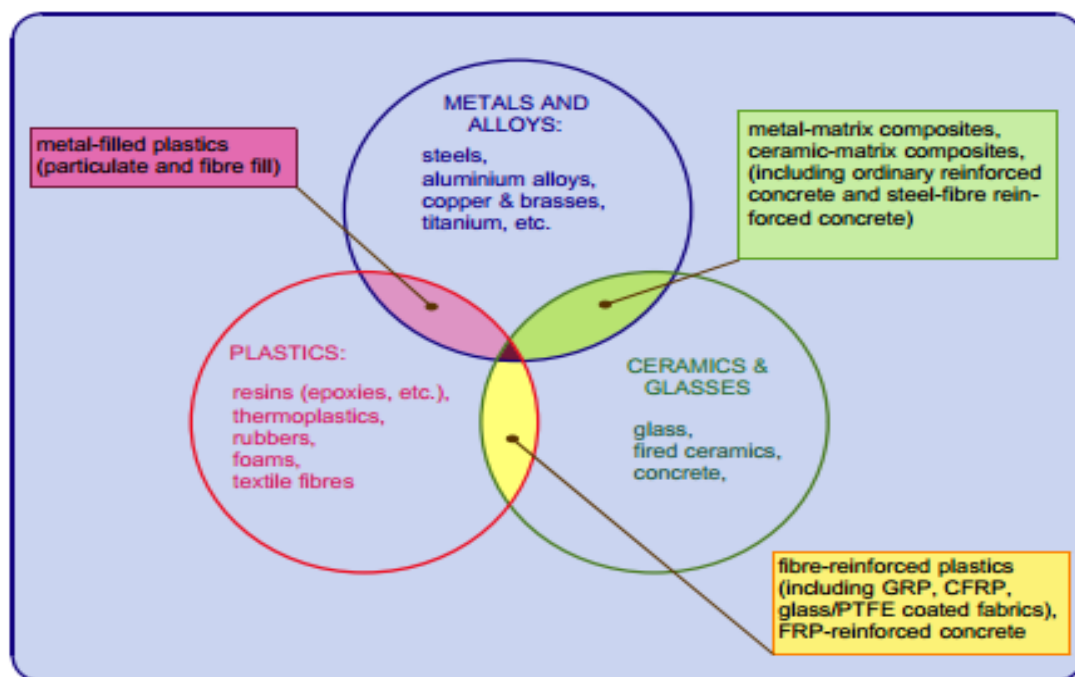 METALS AND
ALLOYS:
steels,
aluminium alloys,
copper & brasses,
titanium, etc.
metal-filled plastics
(particulate and fibre fill)
metal-matrix composites,
ceramic-matrix composites,
(including ordinary reinforced
concrete and steel-fibre rein-
forced concrete)
PLASTICS:
resins (epoxies, etc.),
thermoplastics,
rubbers,
foams,
textile fibres
CERAMICS &
GLASSES
glass,
fired ceramics,
concrete,
fibre-reinforced plastics
(including GRP, CFRP,
glass/PTFE coated fabrics),
FRP-reinforced concrete